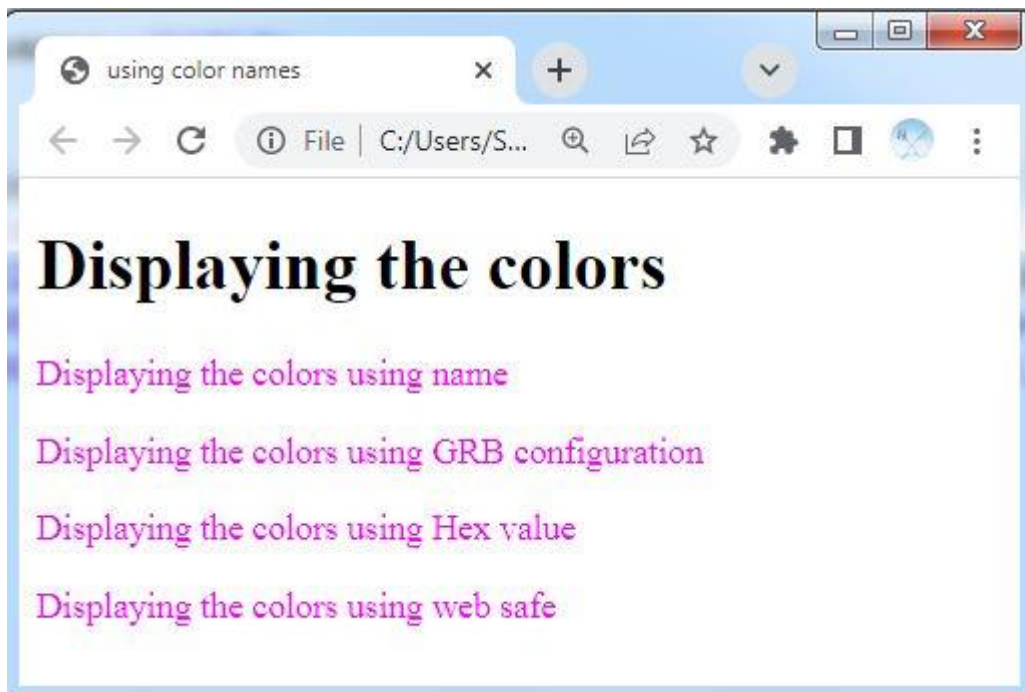 using color names
File C:/Users/S...
Displaying the colors
Displaying the colors using name
Displaying the colors using GRB configuration
Displaying the colors using Hex value
Displaying the colors using web safe